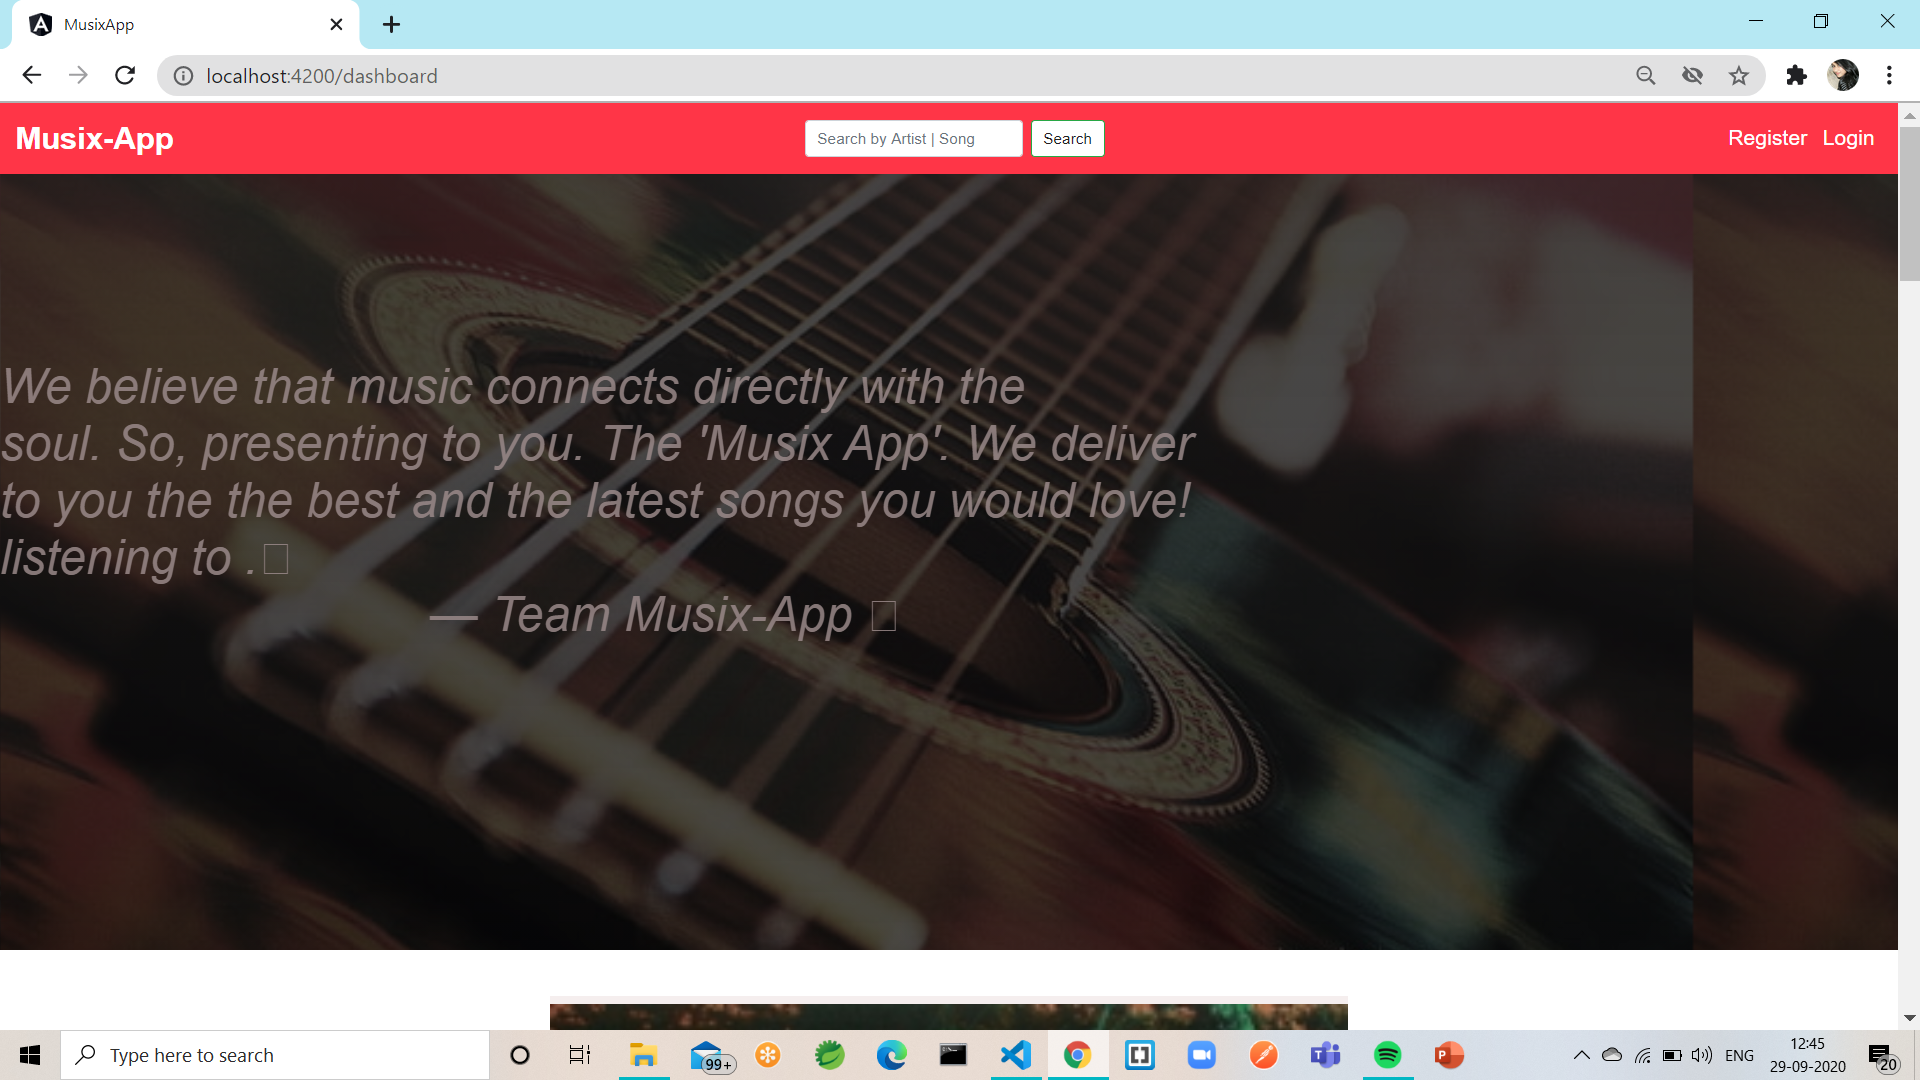 MusixApp
localhost:4200/dashboard
Musix-App
Search by Artist | Song
Search
Register
Login
We believe that music connects directly with the
soul. So, presenting to you. The 'Musix App'. We deliver
to you the the best and the latest songs you would love!
listening to .
— Team Musix-App
Type here to search
99+
ENG
12:45
29-09-2020
20